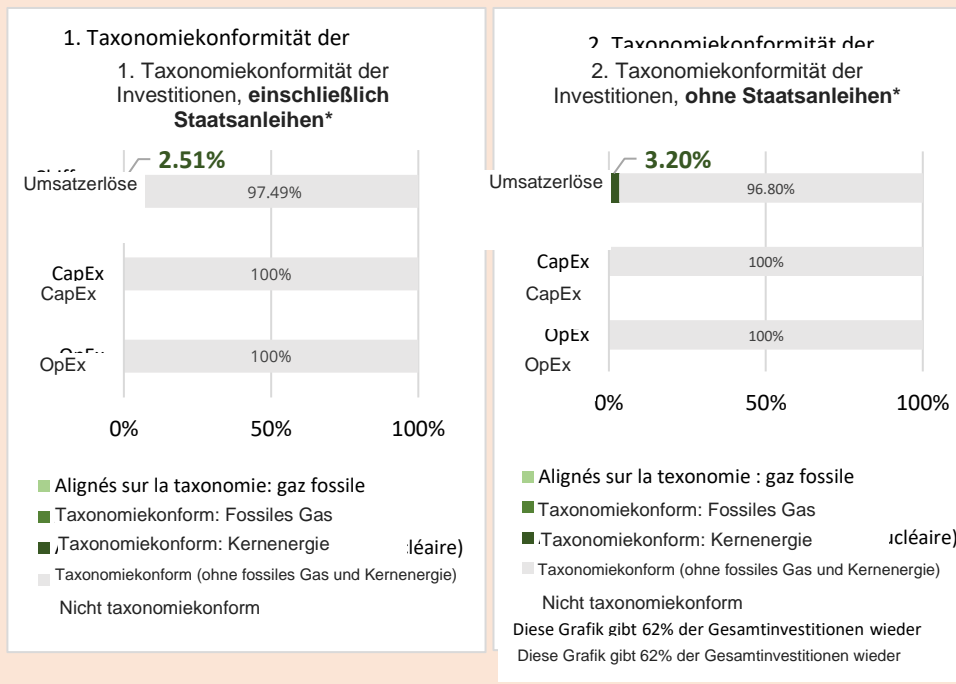 1. Taxonomiekonformität der
1. Taxonomiekonformität der
Investitionen, einschließlich
Staatsanleihen*
2.51%
Umsatzerlöse
97.49%
CapEx
100%
CapEx
100%
OpEx
0% 50% 100%
Alignés sur la taxonomie: gaz fossile
Taxonomiekonform: Fossiles Gas
Taxonomiekonform: Kernenergie léaire)
Taxonomiekonform (ohne fossiles Gas und Kernenergie)
Nicht taxonomiekonform
2. Taxonomiekonformität der
2. Taxonomiekonformität der
Investitionen, ohne Staatsanleihen*
3.20%
Umsatzerlöse
96.80%
CapEx
100%
CapEx
OpEx
100%
OpEx
0% 50% 100%
Alignés sur la texonomie : gaz fossile
Taxonomiekonform: Fossiles Gas
Taxonomiekonform: Kernenergie ucléaire)
Taxonomiekonform (ohne fossiles Gas und Kernenergie)
Nicht taxonomiekonform
Diese Grafik gibt 62% der Gesamtinvestitionen wieder
Diese Grafik gibt 62% der Gesamtinvestitionen wieder